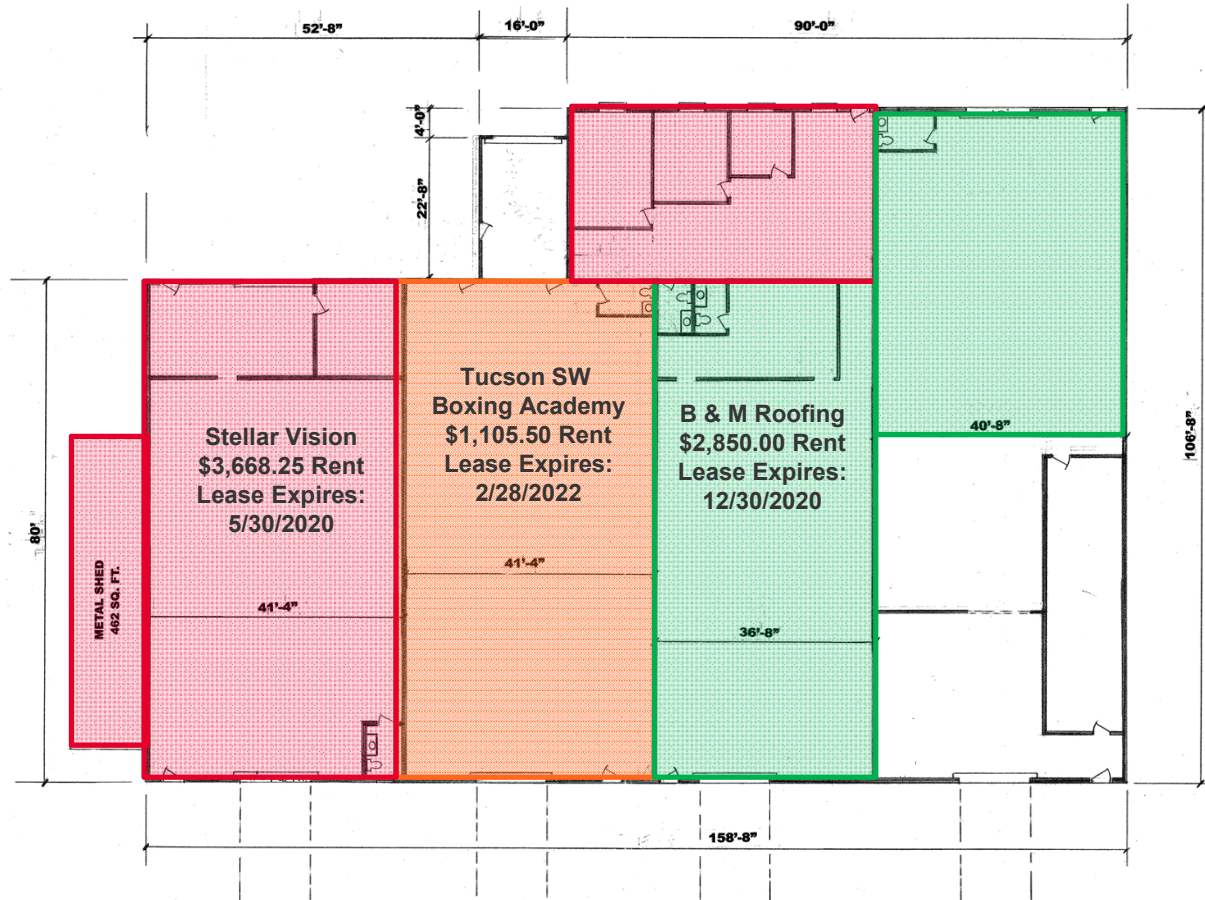 52’-8”
16’-0”
90’-0”
4’-0”
22’-8”
Tucson SW
Boxing Academy
$1,105.50 Rent
Lease Expires:
2/28/2022
B & M Roofing
$2,850.00 Rent
Lease Expires:
12/30/2020
Stellar Vision
$3,668.25 Rent
Lease Expires:
5/30/2020
40’-8”
106’-8”
80’
METAL SHED
462 SQ. FT.
41’-4”
41’-4”
36’-8”
158’-8”